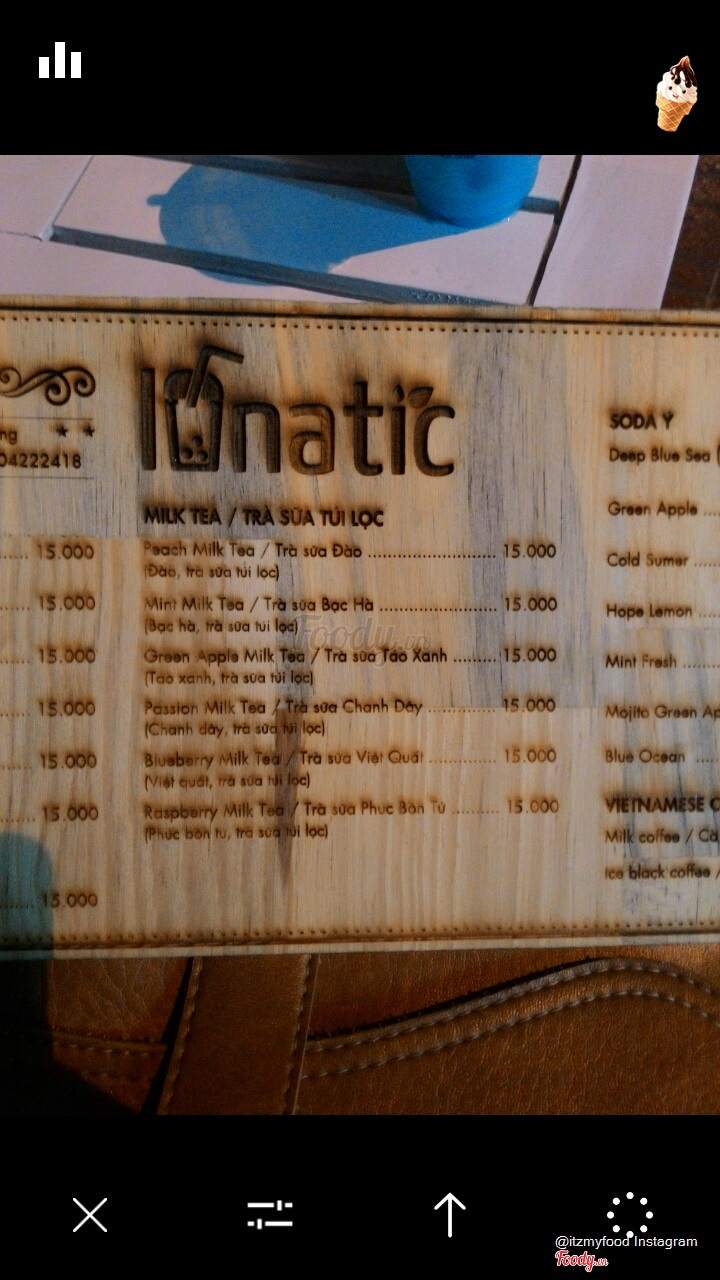 lunatic
ng
04222418
MILK TEA / TRÀ SỮA TÚI LỌC
Peach Milk Tea / Trà sữa Đào ........................ 15.000
(Đào, trà sữa túi lọc)
Mint Milk Tea / Trà sữa Bạc Hà ...................... 15.000
(Bạc hà, trà sữa túi lọc)
Green Apple Milk Tea / Trà sữa Táo Xanh ......... 15.000
(Táo xanh, trà sữa túi lọc)
Passion Milk Tea / Trà sữa Chanh Dây .............. 15.000
(Chanh dây, trà sữa túi lọc)
Blueberry Milk Tea / Trà sữa Việt Quất .............. 15.000
(Việt quất, trà sữa túi lọc)
Raspberry Milk Tea / Trà sữa Phúc Bồn Tử .......... 15.000
(Phúc bồn tử, trà sữa túi lọc)
15.000
15.000
15.000
15.000
15.000
15.000
15.000
SODA Ý
Deep Blue Sea (
Green Apple ....
Cold Sumer ....
Hope Lemon ....
Mint Fresh ....
Mojito Green Ap
Blue Ocean ....
VIETNAMESE C
Milk coffee / Cà
Ice black coffee /
Foody.vn
@itzmyfood Instagram
Foody.vn